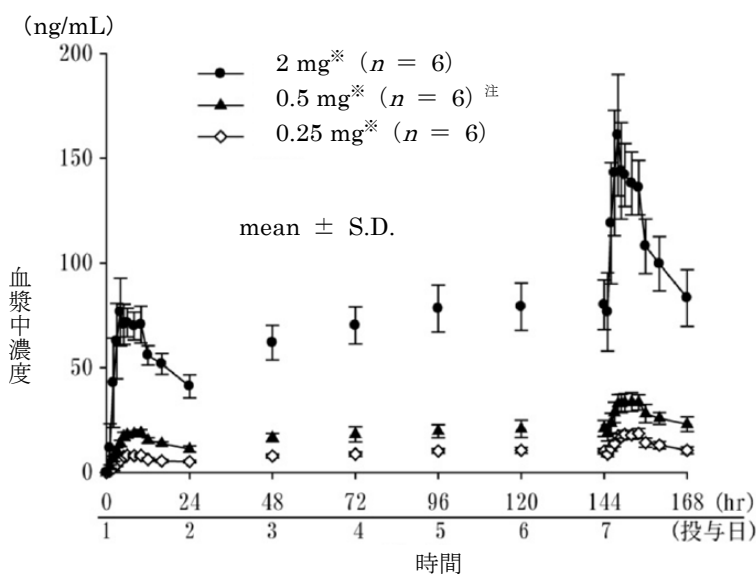 (ng/mL)
200
150
100
50
0
2 mg※ (n = 6)
0.5 mg※ (n = 6) 注
0.25 mg※ (n = 6)
mean ± S.D.
血漿中濃度
0 24 48 72 96 120 144 168 (hr)
1 2 3 4 5 6 7 (投与日)
時間